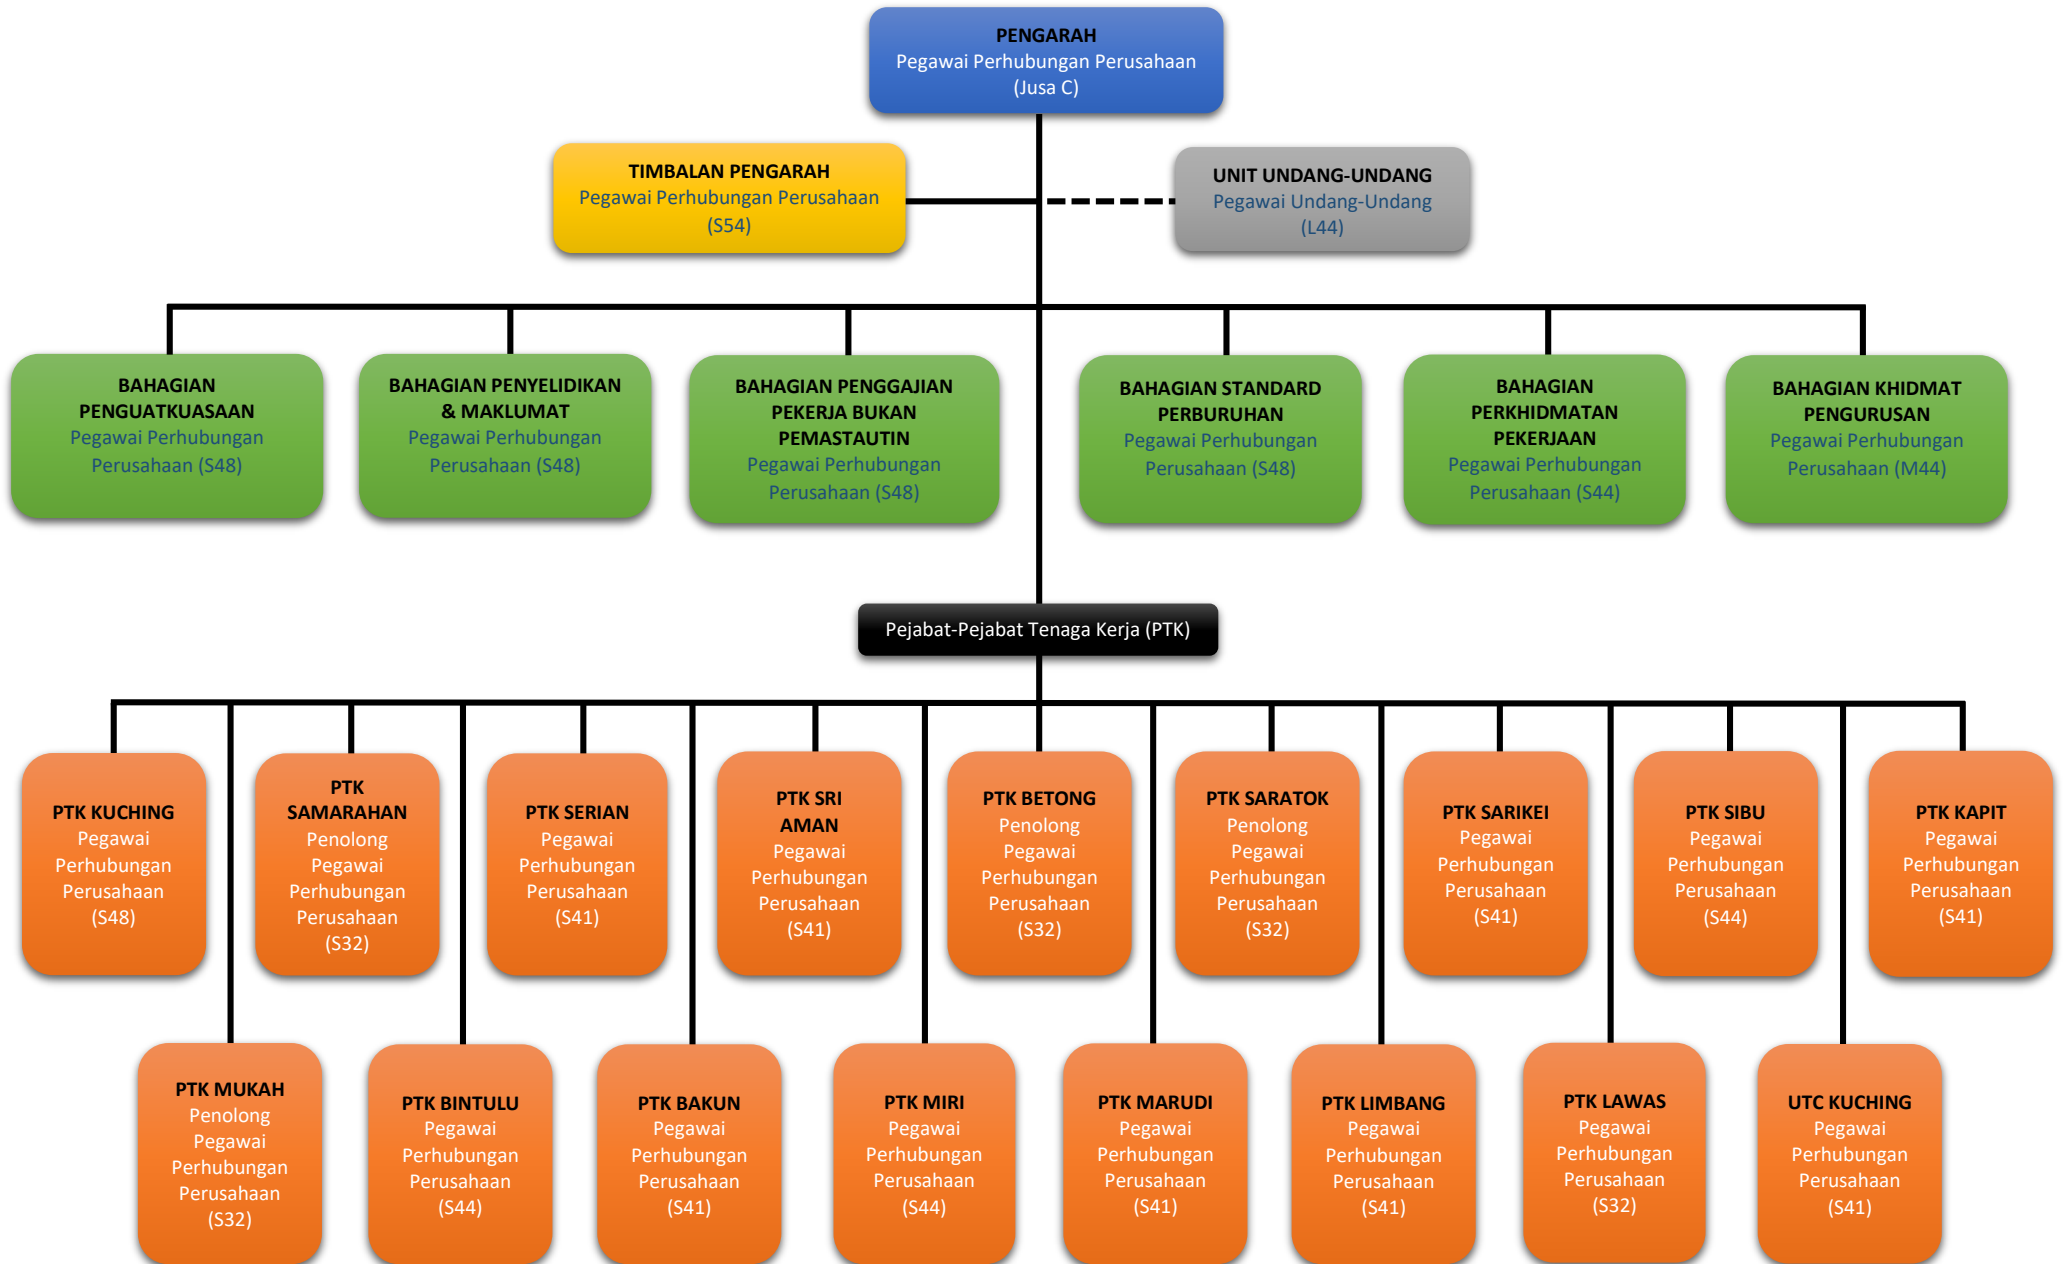 PENGARAH
Pegawai Perhubungan Perusahaan
(Jusa C)
TIMBALAN PENGARAH
Pegawai Perhubungan Perusahaan
(S54)
UNIT UNDANG-UNDANG
Pegawai Undang-Undang
(L44)
BAHAGIAN
PENGUATKUASAAN
Pegawai Perhubungan
Perusahaan (S48)
BAHAGIAN PENYELIDIKAN
& MAKLUMAT
Pegawai Perhubungan
Perusahaan (S48)
BAHAGIAN PENGGAJIAN
PEKERJA BUKAN
PEMASTAUTIN
Pegawai Perhubungan
Perusahaan (S48)
BAHAGIAN STANDARD
PERBURUHAN
Pegawai Perhubungan
Perusahaan (S48)
BAHAGIAN
PERKHIDMATAN
PEKERJAAN
Pegawai Perhubungan
Perusahaan (S44)
BAHAGIAN KHIDMAT
PENGURUSAN
Pegawai Perhubungan
Perusahaan (M44)
Pejabat-Pejabat Tenaga Kerja (PTK)
PTK KUCHING
Pegawai
Perhubungan
Perusahaan
(S48)
PTK
SAMARAHAN
Penolong
Pegawai
Perhubungan
Perusahaan
(S32)
PTK SERIAN
Pegawai
Perhubungan
Perusahaan
(S41)
PTK SRI
AMAN
Pegawai
Perhubungan
Perusahaan
(S41)
PTK BETONG
Penolong
Pegawai
Perhubungan
Perusahaan
(S32)
PTK SARATOK
Penolong
Pegawai
Perhubungan
Perusahaan
(S32)
PTK SARIKEI
Pegawai
Perhubungan
Perusahaan
(S41)
PTK SIBU
Pegawai
Perhubungan
Perusahaan
(S44)
PTK KAPIT
Pegawai
Perhubungan
Perusahaan
(S41)
PTK MUKAH
Penolong
Pegawai
Perhubungan
Perusahaan
(S32)
PTK BINTULU
Pegawai
Perhubungan
Perusahaan
(S44)
PTK BAKUN
Pegawai
Perhubungan
Perusahaan
(S41)
PTK MIRI
Pegawai
Perhubungan
Perusahaan
(S44)
PTK MARUDI
Pegawai
Perhubungan
Perusahaan
(S41)
PTK LIMBANG
Pegawai
Perhubungan
Perusahaan
(S41)
PTK LAWAS
Pegawai
Perhubungan
Perusahaan
(S32)
UTC KUCHING
Pegawai
Perhubungan
Perusahaan
(S41)